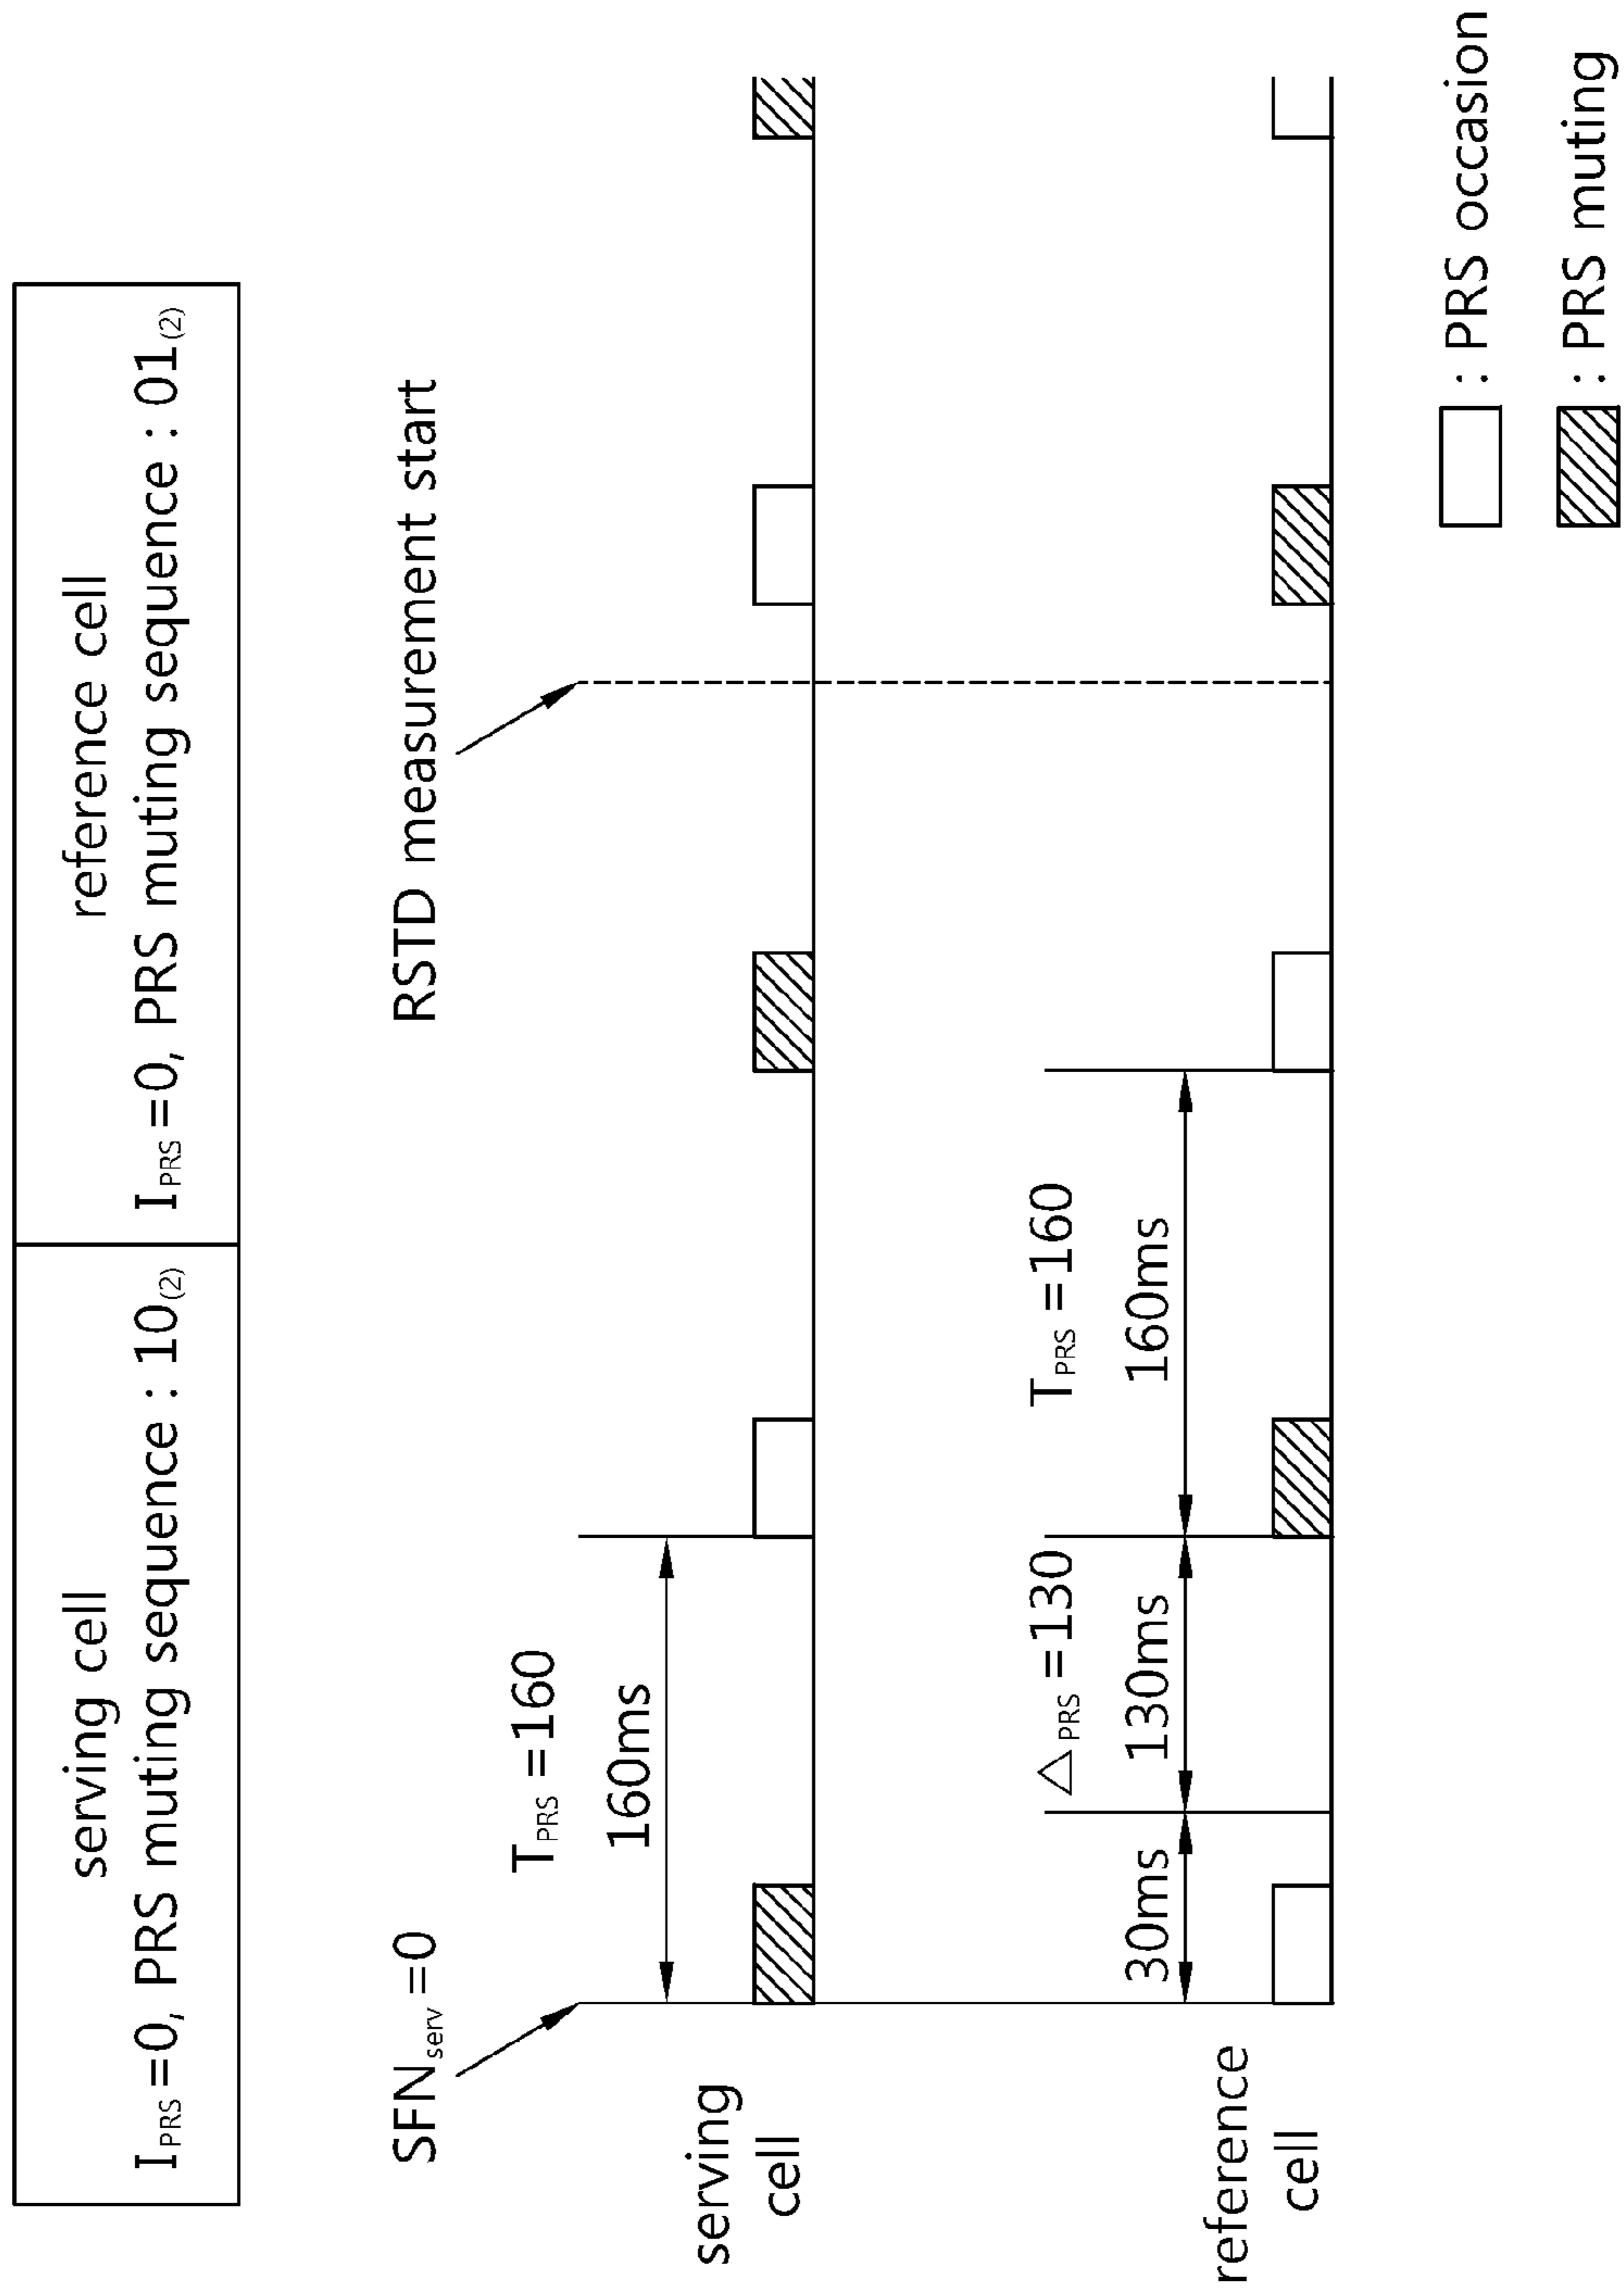 serving cell
I_PRS=0, PRS muting sequence : 10(2)
reference cell
I_PRS=0, PRS muting sequence : 01(2)
SFN_serv=0
RSTD measurement start
T_PRS=160
160ms
serving
cell
△_PRS=130
T_PRS=160
30ms
130ms
160ms
reference
cell
: PRS occasion
: PRS muting